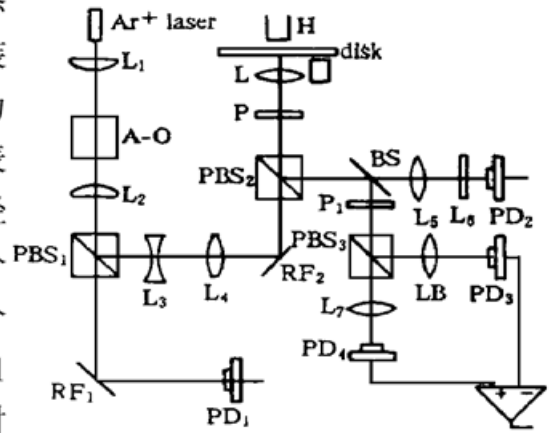 Ar+ laser
H
L1
disk
L
A-O
P
BS
PBS2
L2
P1
L5
L6
PD2
PBS1
PBS3
L3
L4
RF2
LB
PD3
L7
PD4
RF1
PD1
+ -